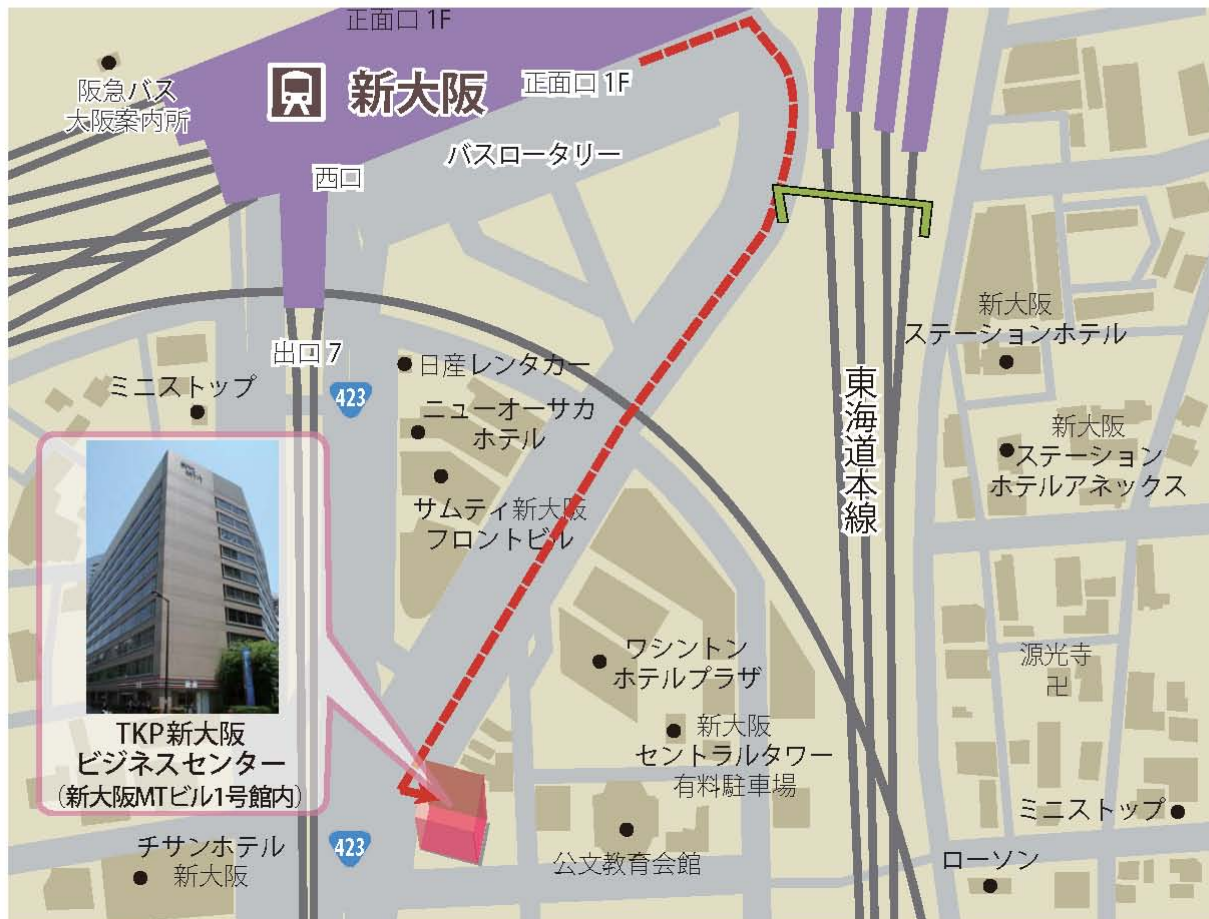 正面口 1F
阪急バス
大阪案内所
新大阪
正面口 1F
バスロータリー
西口
出口 7
423
ミニストップ
日産レンタカー
ニューオーサカ
ホテル
サムティ新大阪
フロントビル
新大阪
ステーションホテル
東海道本線
新大阪
ステーション
ホテルアネックス
TKP新大阪
ビジネスセンター
(新大阪MTビル1号館内)
ワシントン
ホテルプラザ
源光寺
卍
新大阪
セントラルタワー
有料駐車場
ミニストップ
チサンホテル
新大阪
423
公文教育会館
ローソン